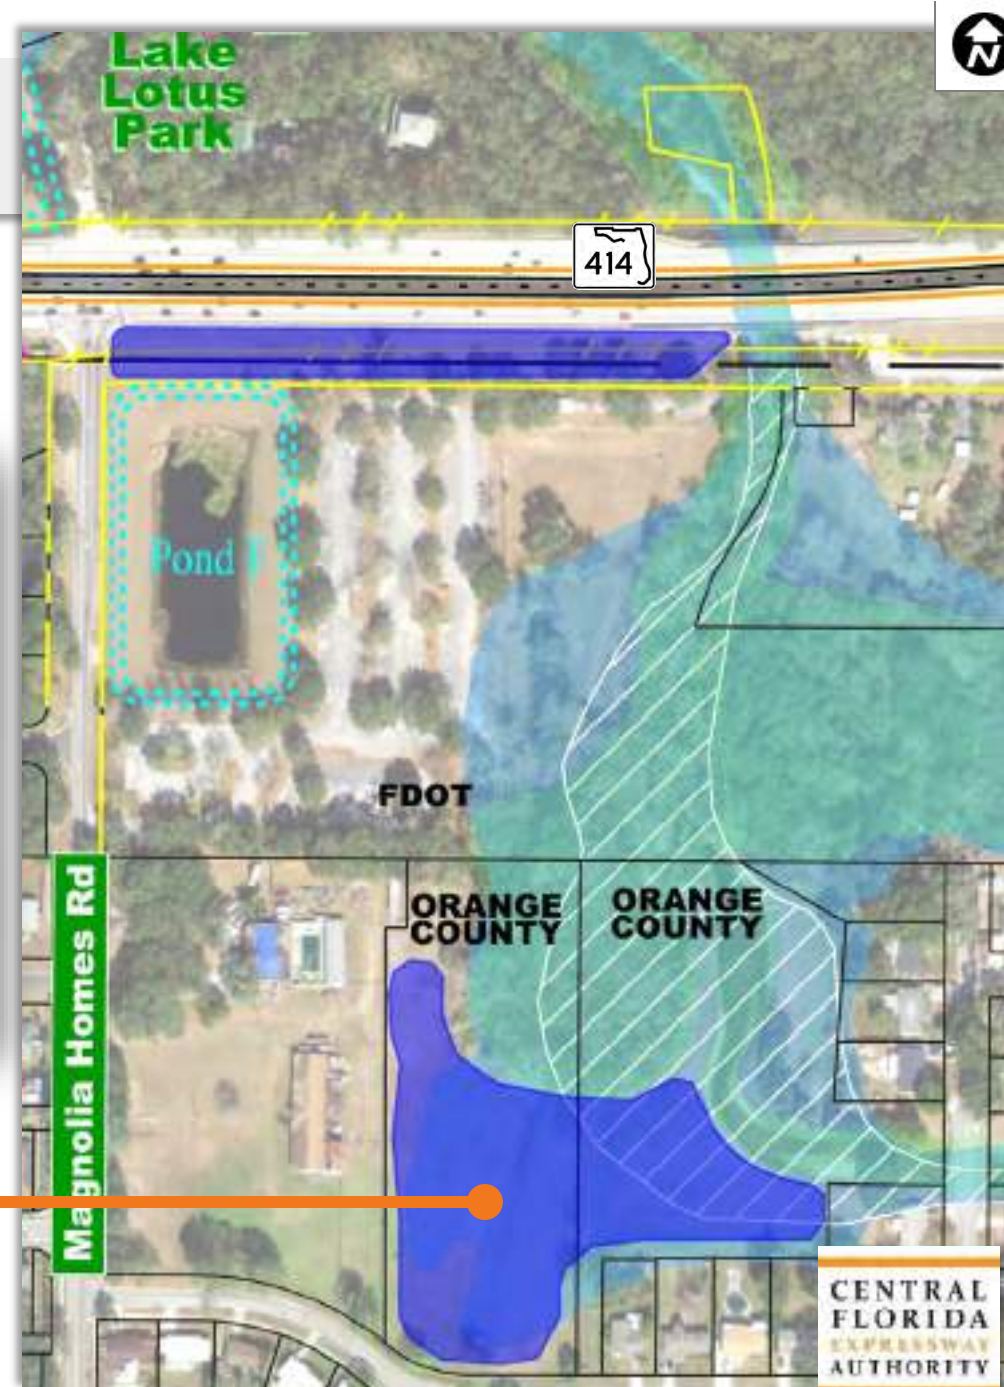 N
Lake
Lotus
Park
414
Pond
FDOT
ORANGE
COUNTY
ORANGE
COUNTY
Magnolia Homes Rd
CENTRAL
FLORIDA
EXPRESSWAY
AUTHORITY